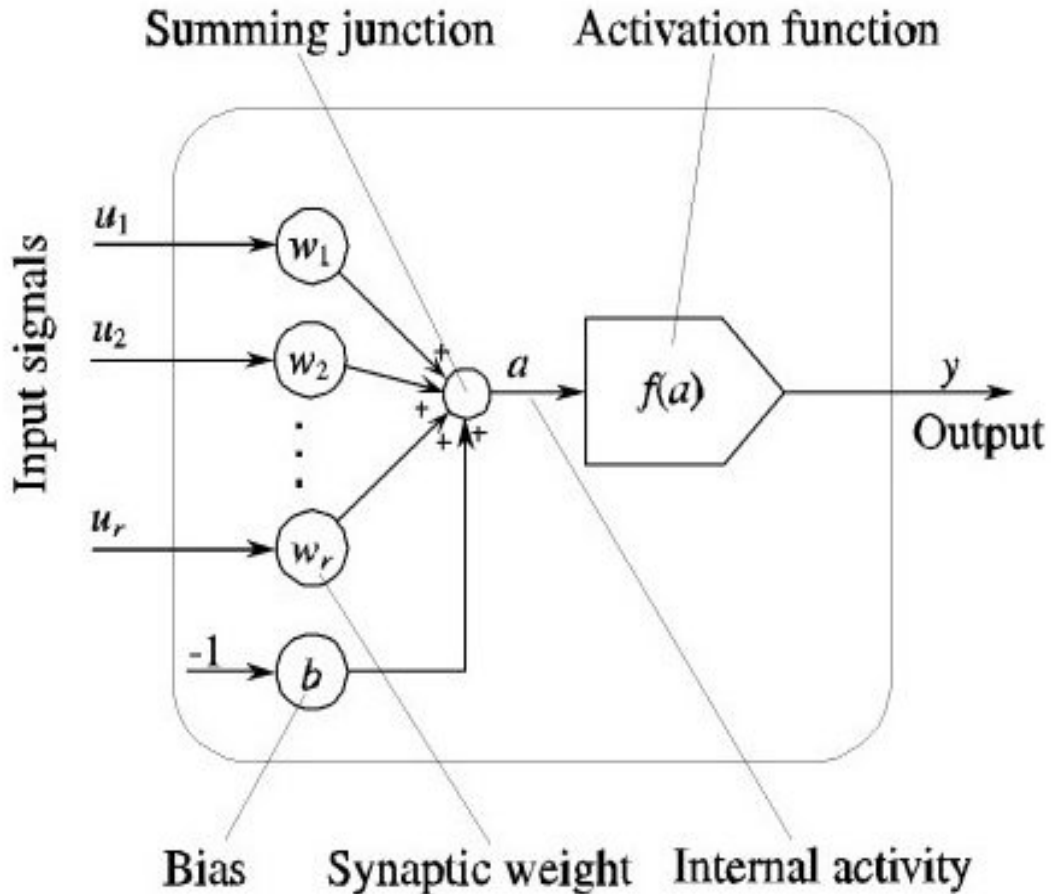 Summing junction
Activation function
Input signals
u1
w1
u2
w2
+
+
+
+
a
f(a)
y
Output
ur
wr
-1
b
Bias
Synaptic weight
Internal activity